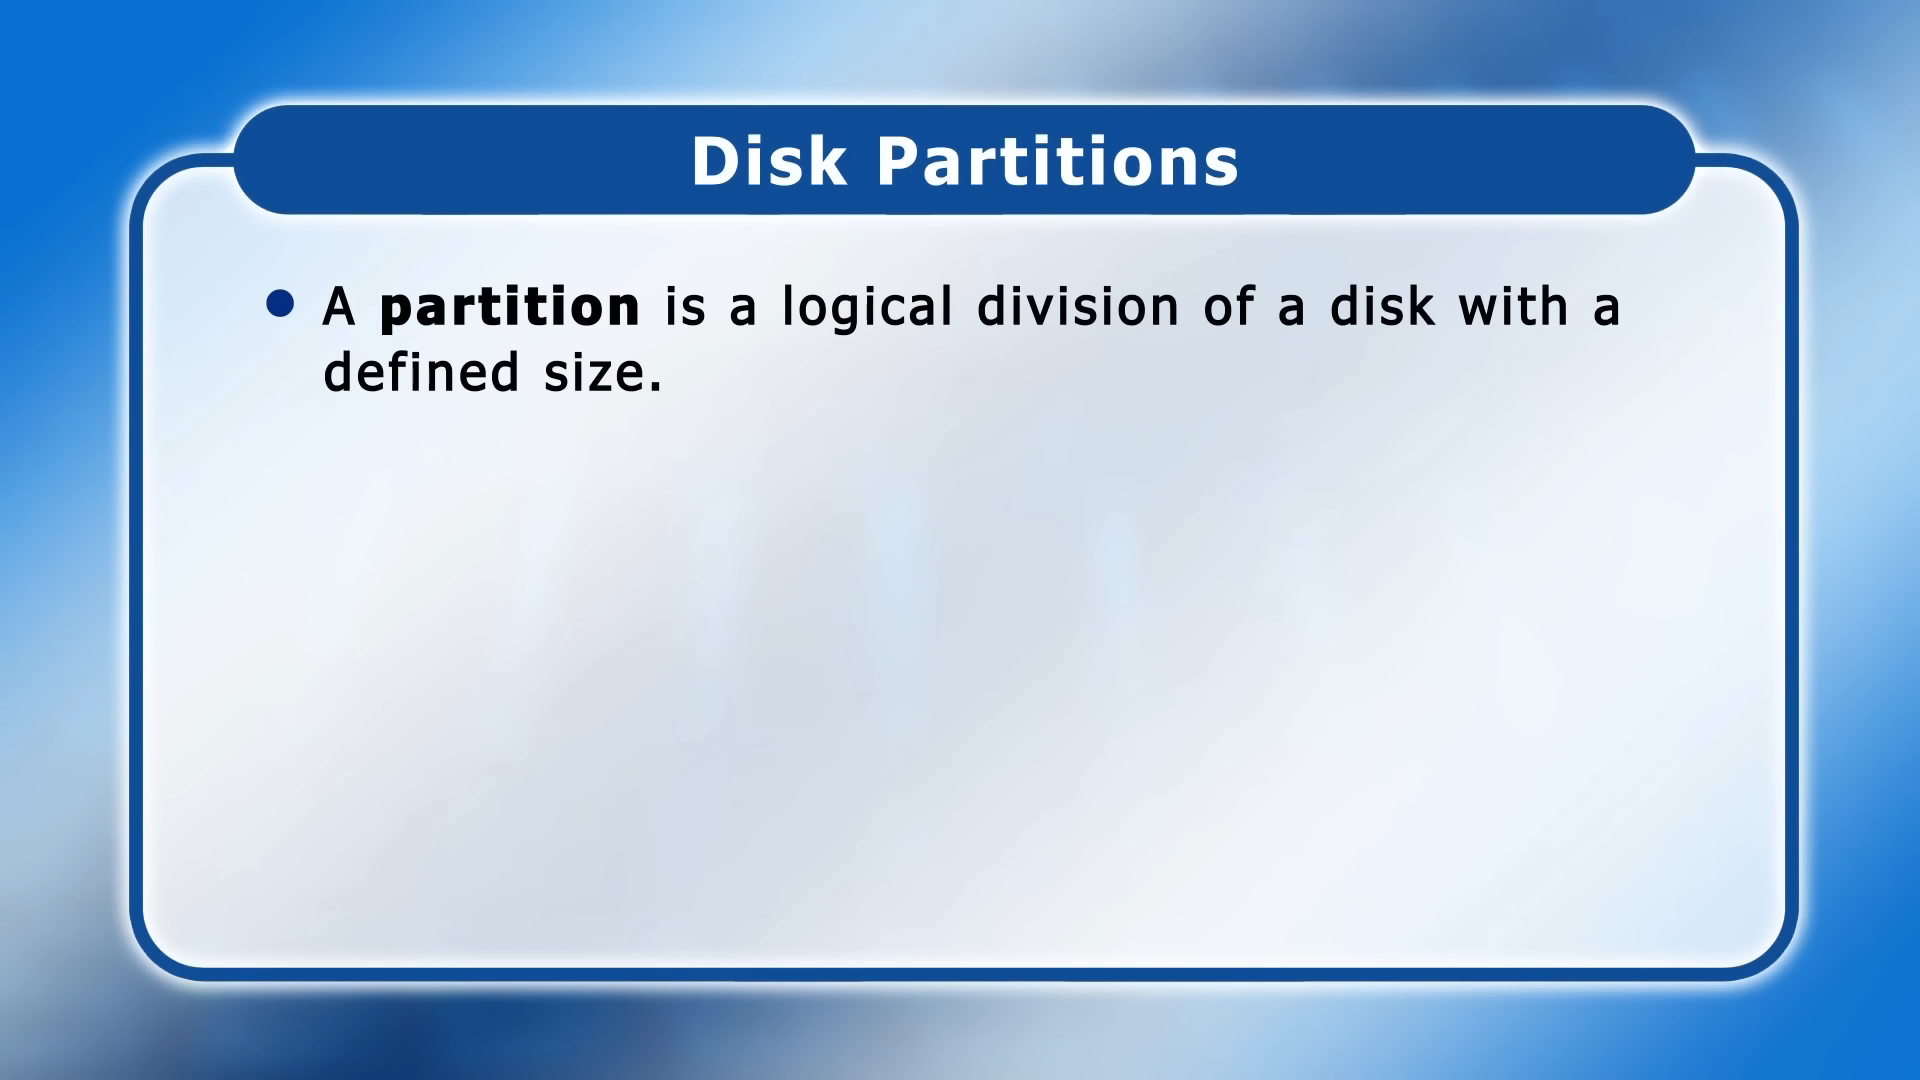 Disk Partitions
A partition is a logical division of a disk with a
defined size.